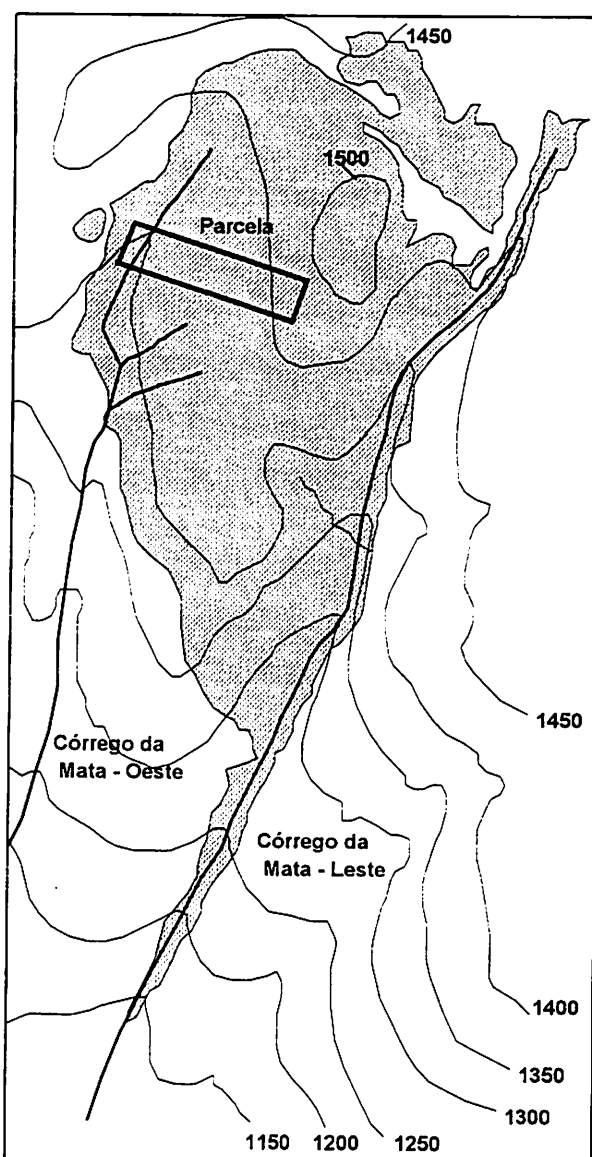 1450
1500
Parcela
1450
Córrego da
Mata - Oeste
Córrego da
Mata - Leste
1400
1350
1300
1150 1200 1250